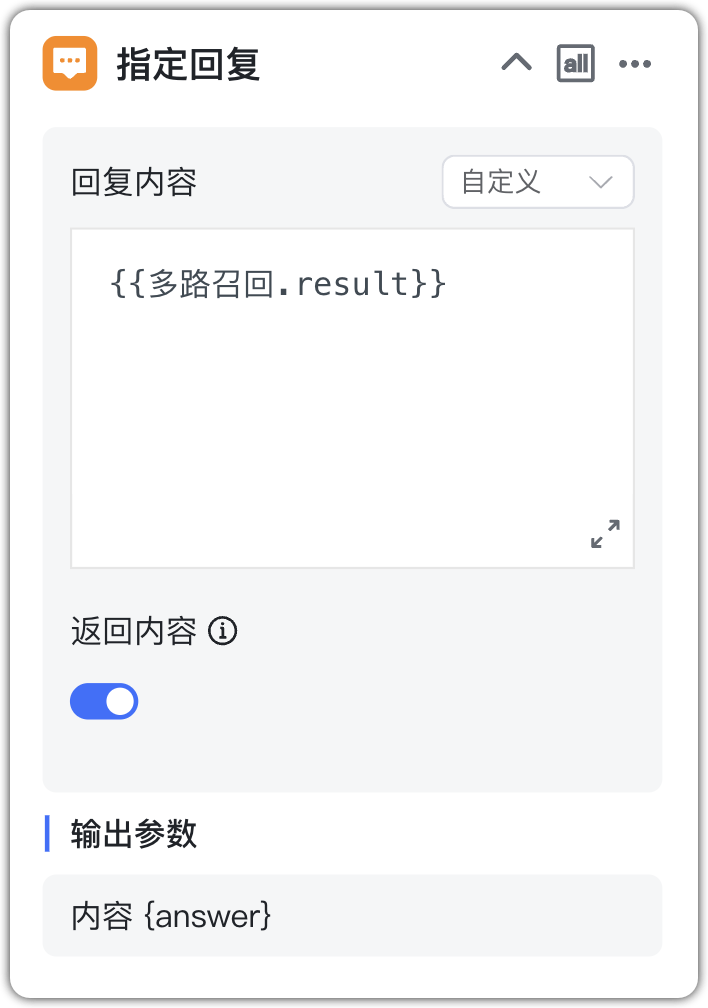 指定回复
all
回复内容
自定义
{{多路召回.result}}
返回内容
输出参数
内容 {answer}